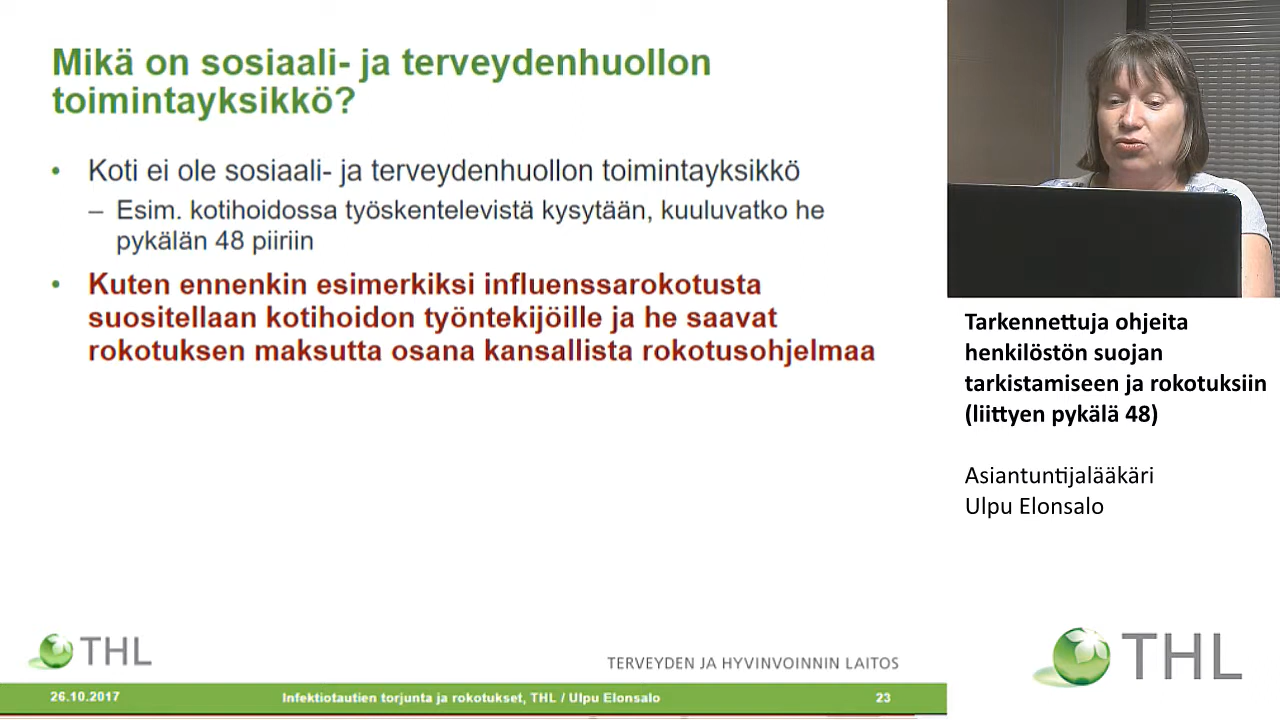 Mikä on sosiaali- ja terveydenhuollon
toimintayksikkö?
• Koti ei ole sosiaali- ja terveydenhuollon toimintayksikkö
– Esim. kotihoidossa työskentelevistä kysytään, kuuluvatko he
pykälän 48 piiriin
• Kuten ennenkin esimerkiksi influenssarokotusta
suositellaan kotihoidon työntekijöille ja he saavat
rokotuksen maksutta osana kansallista rokotusohjelmaa
THL
TERVEYDEN JA HYVINVOINNIN LAITOS
26.10.2017
Infektiotautien torjunta ja rokotukset, THL / Ulpu Elonsalo
23
Tarkennettuja ohjeita
henkilöstön suojan
tarkistamiseen ja rokotuksiin
(liittyen pykälä 48)
Asiantuntijalääkäri
Ulpu Elonsalo
THL